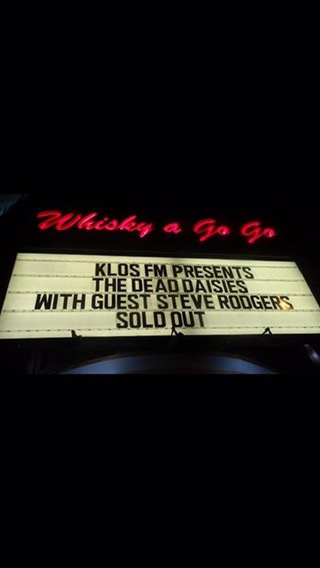 Whisky a Go Go
KLOS FM PRESENTS
THE DEAD DAISIES
WITH GUEST STEVE RODGERS
SOLD OUT